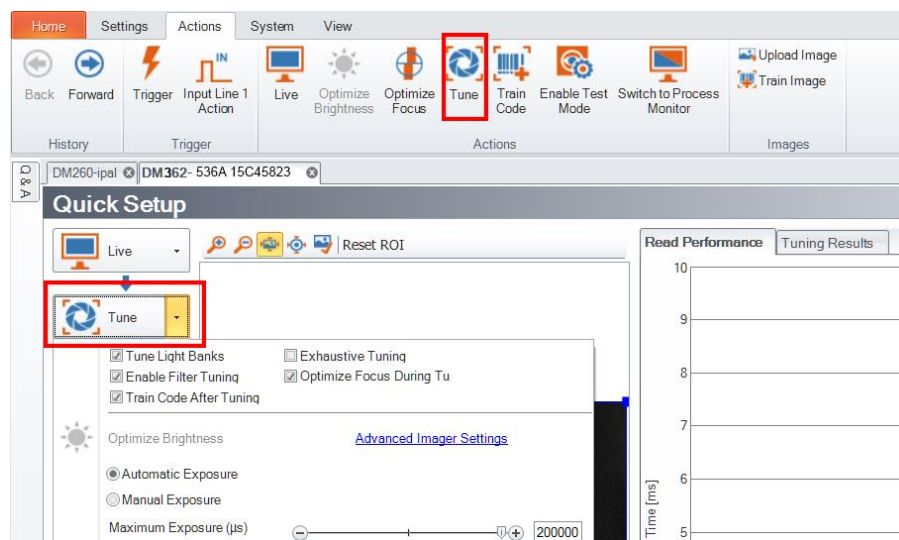 Home Settings Actions System View
Back Forward Trigger Input Line 1 Action Live Optimize Brightness Optimize Focus Tune Train Code Enable Test Mode Switch to Process Monitor Upload Image
Train Image
IN
History Trigger Actions Images
Q & A
DM260-ipal DM362- 536A 15C45823
Quick Setup
Live Reset ROI Read Performance Tuning Results
Tune
Tune Light Banks Exhaustive Tuning
Enable Filter Tuning Optimize Focus During Tu
Train Code After Tuning
Optimize Brightness Advanced Imager Settings
Automatic Exposure
Manual Exposure
Maximum Exposure (µs) 200000
10
9
8
7
6
5
Time [ms]